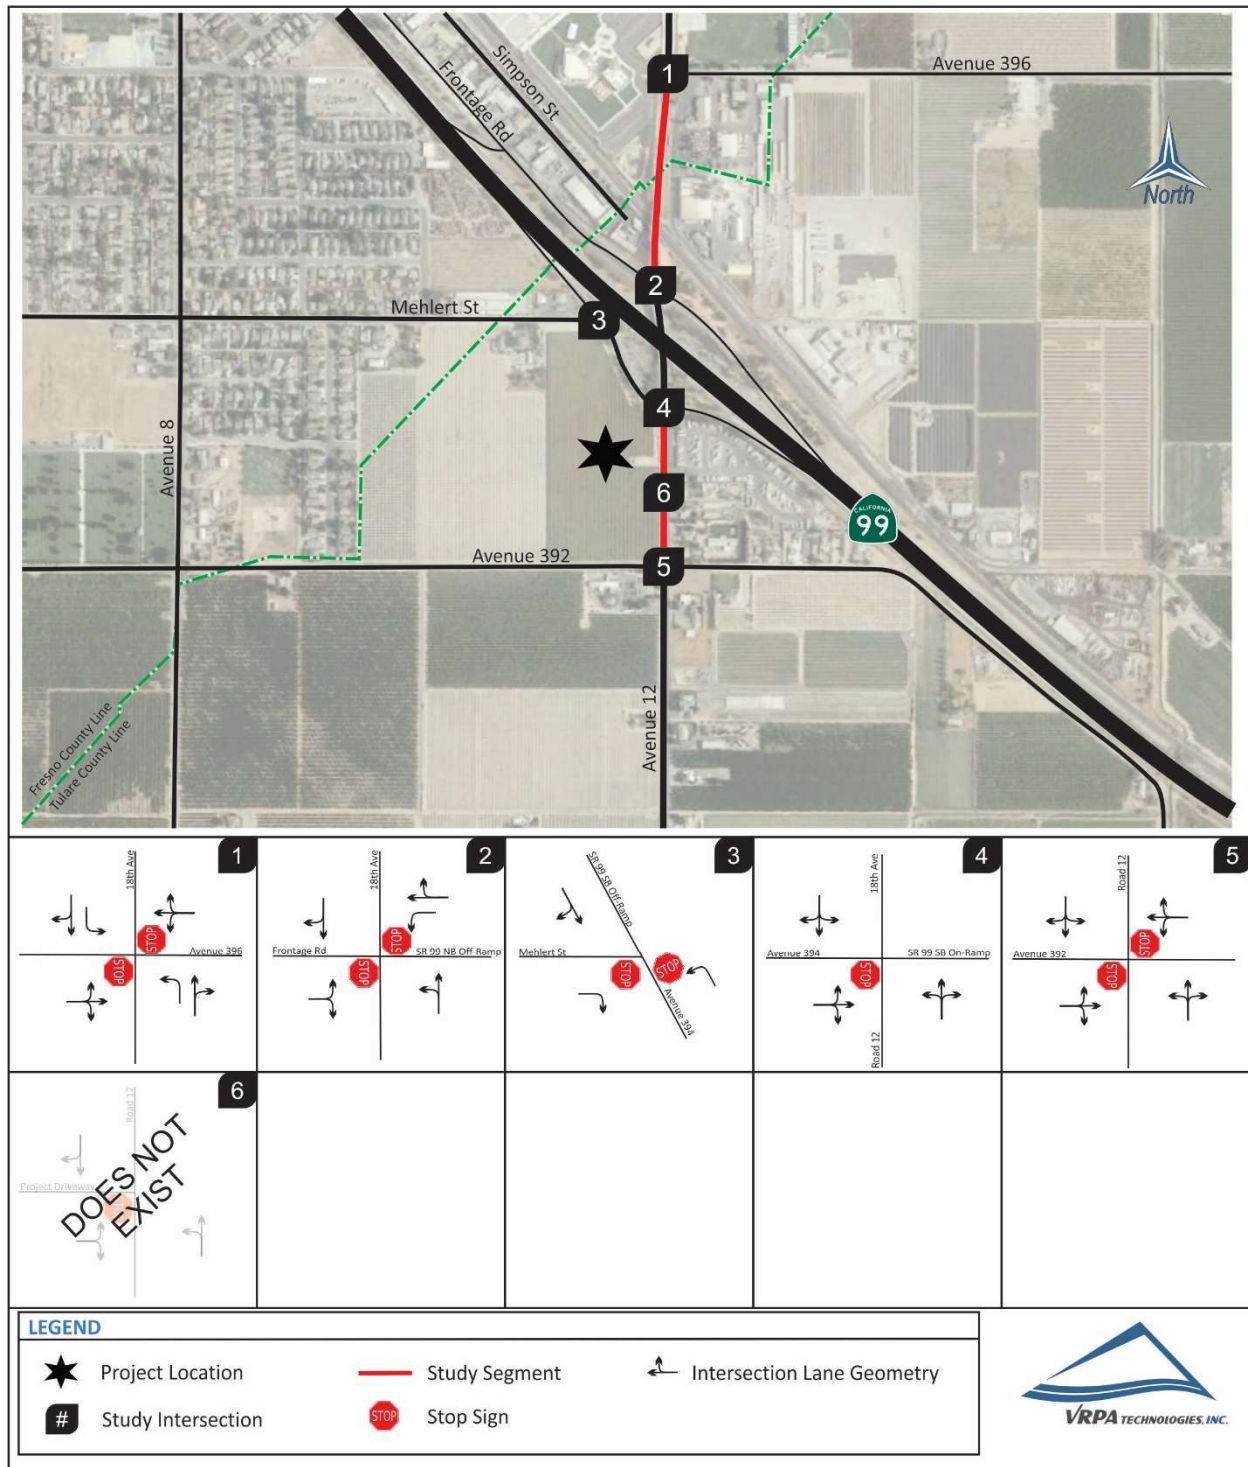 Simpson St
Frontage Rd
1
Avenue 396
North
2
Mehlert St
3
4
Avenue 8
6
CALIFORNIA
99
Avenue 392
5
Avenue 12
Fresno County Line
Tulare County Line
1
18th Ave
STOP
Avenue 396
STOP
2
18th Ave
STOP
Frontage Rd
SR 99 NB Off-Ramp
STOP
3
SR 99 SB Off-Ramp
Mehlert St
STOP
STOP
Avenue 394
4
18th Ave
Avenue 394
SR 99 SB On-Ramp
STOP
Road 12
5
Road 12
STOP
Avenue 392
STOP
6
Road 12
Project Driveway
DOES NOT
EXIST
LEGEND
Project Location
Study Segment
Intersection Lane Geometry
# Study Intersection
STOP Stop Sign
VRPA TECHNOLOGIES, INC.